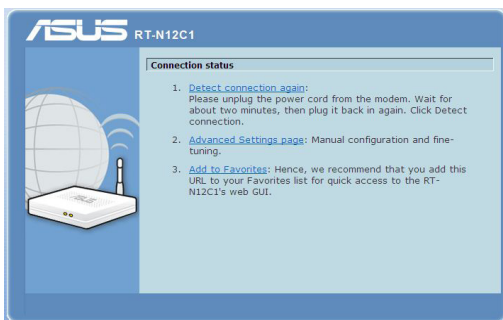 ASUS RT-N12C1
Connection status
1. Detect connection again:
Please unplug the power cord from the modem. Wait for
about two minutes, then plug it back in again. Click Detect
connection.
2. Advanced Settings page: Manual configuration and fine-
tuning.
3. Add to Favorites: Hence, we recommend that you add this
URL to your Favorites list for quick access to the RT-
N12C1's web GUI.
ASUS